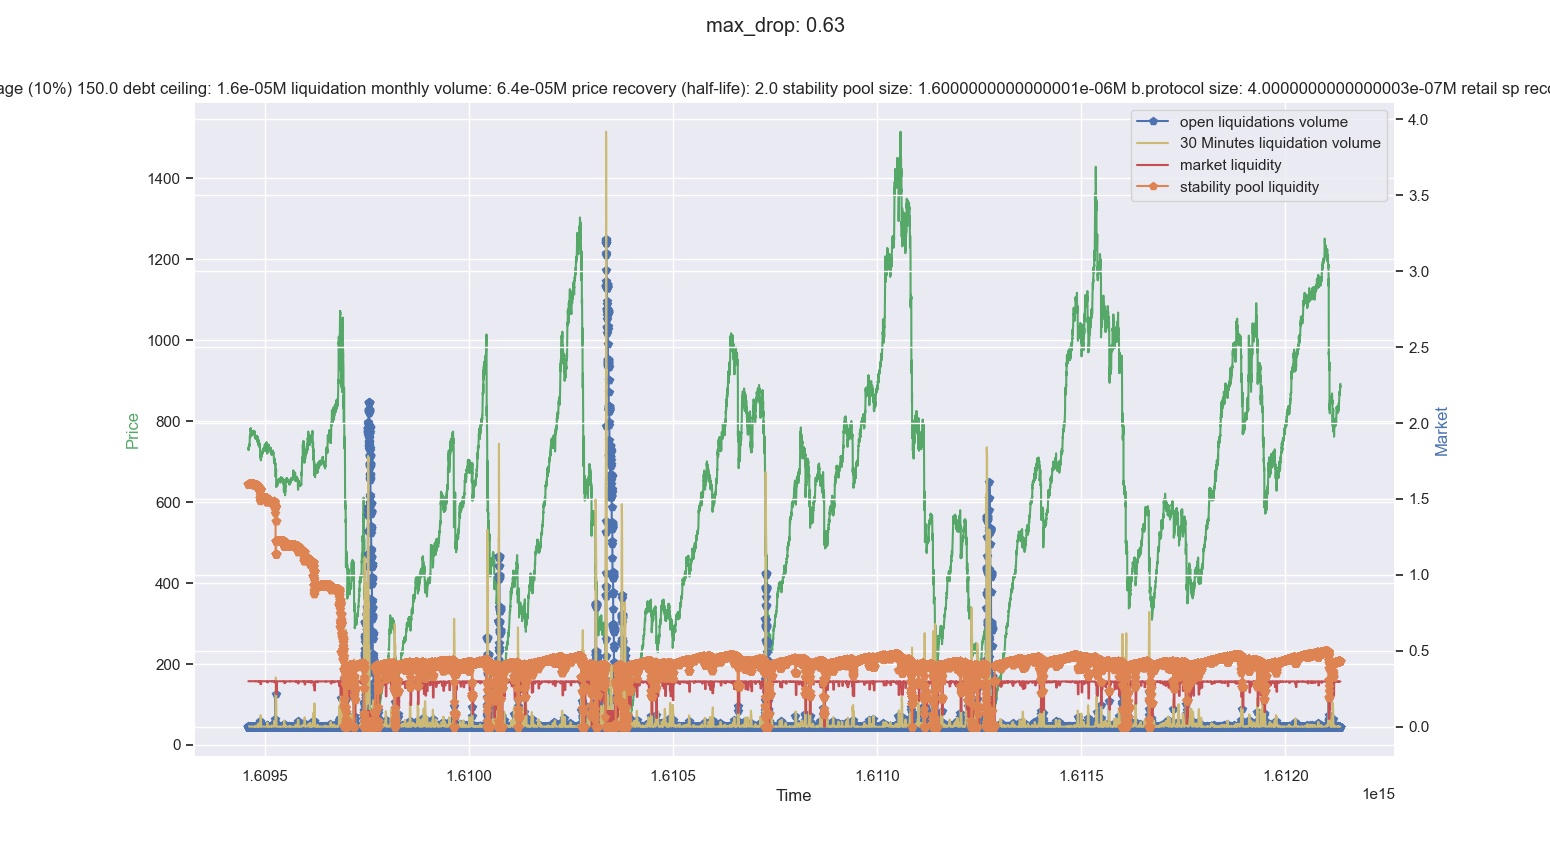 max_drop: 0.63
(10%) 150.0 debt ceiling: 1.6e-05M liquidation monthly volume: 6.4e-05M price recovery (half-life): 2.0 stability pool size: 1.6000000000000001e-06M b.protocol size: 4.0000000000000003e-07M retail sp
open liquidations volume
30 Minutes liquidation volume
market liquidity
stability pool liquidity
1400
1200
1000
800
600
400
200
0
Price
4.0
3.5
3.0
2.5
2.0
1.5
1.0
0.5
0.0
Market
1.6095 1.6100 1.6105 1.6110 1.6115 1.6120
Time
1e15